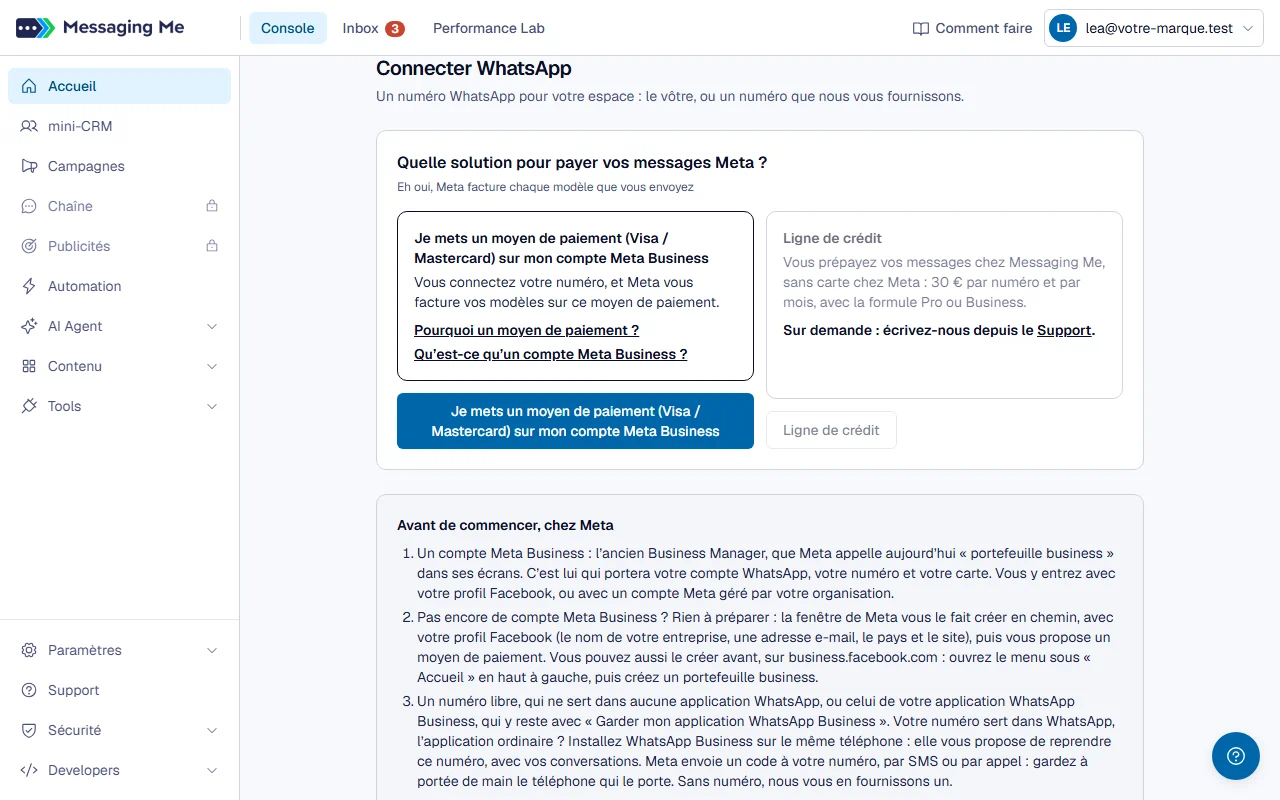 Messaging Me
Console
Inbox 3
Performance Lab
Comment faire
LE lea@votre-marque.test
Accueil
mini-CRM
Campagnes
Chaîne
Publicités
Automation
AI Agent
Contenu
Tools
Paramètres
Support
Sécurité
Developers
Connecter WhatsApp
Un numéro WhatsApp pour votre espace : le vôtre, ou un numéro que nous vous fournissons.
Quelle solution pour payer vos messages Meta ?
Eh oui, Meta facture chaque modèle que vous envoyez
Je mets un moyen de paiement (Visa /
Mastercard) sur mon compte Meta Business
Vous connectez votre numéro, et Meta vous
facture vos modèles sur ce moyen de paiement.
Pourquoi un moyen de paiement ?
Qu’est-ce qu’un compte Meta Business ?
Je mets un moyen de paiement (Visa /
Mastercard) sur mon compte Meta Business
Ligne de crédit
Vous prépayez vos messages chez Messaging Me,
sans carte chez Meta : 30 € par numéro et par
mois, avec la formule Pro ou Business.
Sur demande : écrivez-nous depuis le Support.
Ligne de crédit
Avant de commencer, chez Meta
1. Un compte Meta Business : l’ancien Business Manager, que Meta appelle aujourd’hui « portefeuille business »
dans ses écrans. C’est lui qui portera votre compte WhatsApp, votre numéro et votre carte. Vous y entrez avec
votre profil Facebook, ou avec un compte Meta géré par votre organisation.
2. Pas encore de compte Meta Business ? Rien à préparer : la fenêtre de Meta vous le fait créer en chemin, avec
votre profil Facebook (le nom de votre entreprise, une adresse e-mail, le pays et le site), puis vous propose un
moyen de paiement. Vous pouvez aussi le créer avant, sur business.facebook.com : ouvrez le menu sous «
Accueil » en haut à gauche, puis créez un portefeuille business.
3. Un numéro libre, qui ne sert dans aucune application WhatsApp, ou celui de votre application WhatsApp
Business, qui y reste avec « Garder mon application WhatsApp Business ». Votre numéro sert dans WhatsApp,
l’application ordinaire ? Installez WhatsApp Business sur le même téléphone : elle vous propose de reprendre
ce numéro, avec vos conversations. Meta envoie un code à votre numéro, par SMS ou par appel : gardez à
portée de main le téléphone qui le porte. Sans numéro, nous vous en fournissons un.